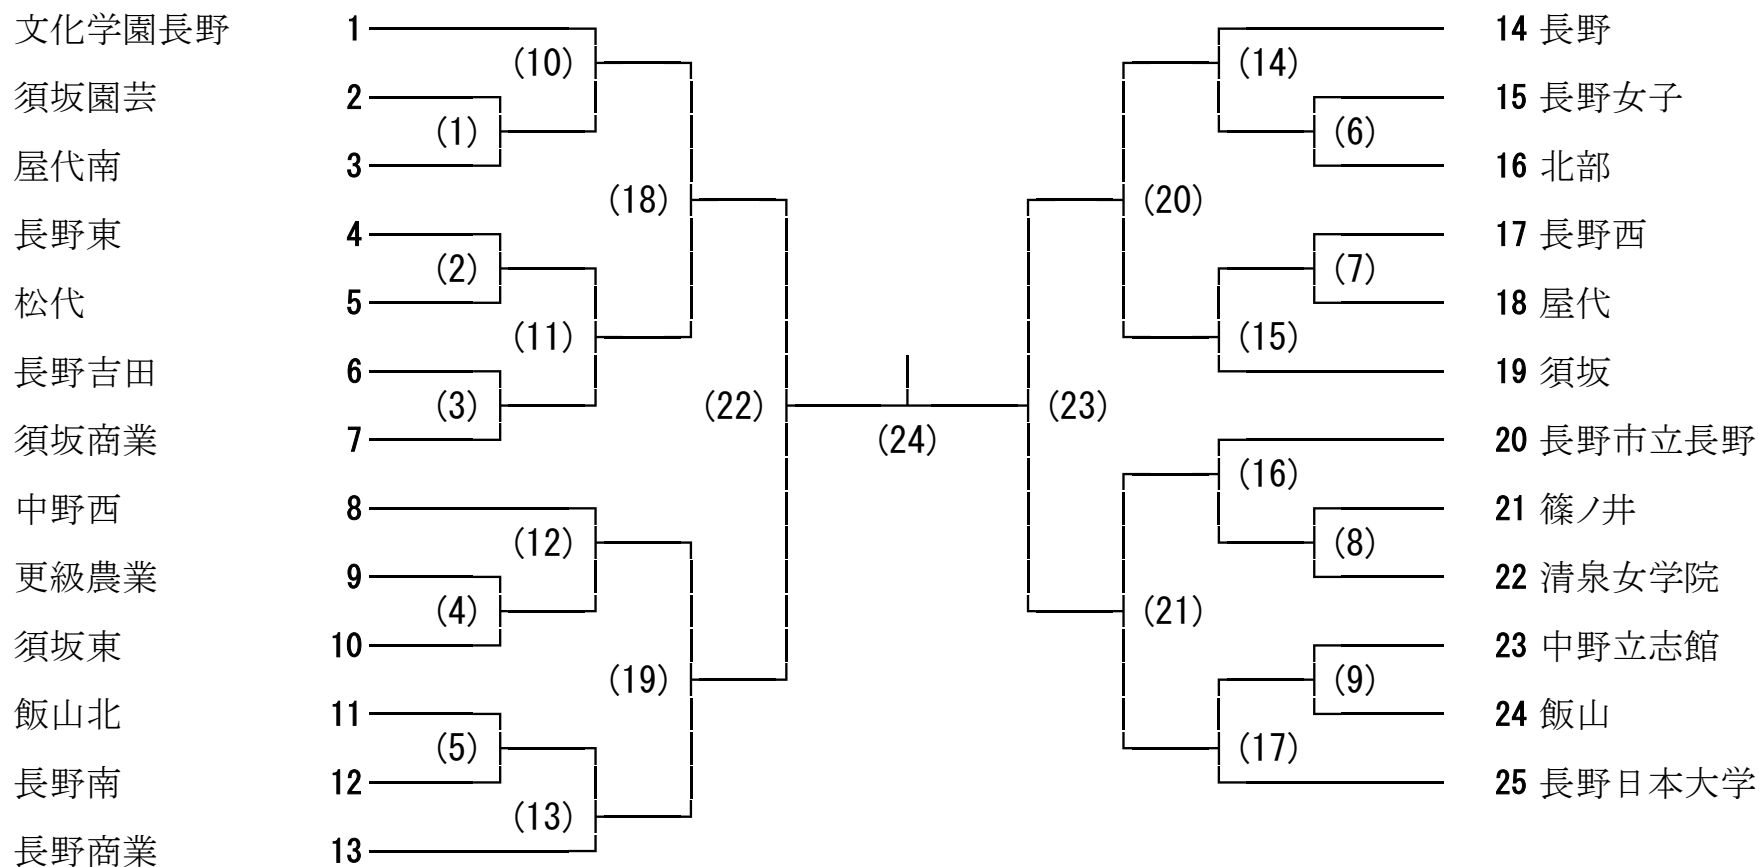 文化学園長野 1
須坂園芸 2
屋代南 3
長野東 4
松代 5
長野吉田 6
須坂商業 7
中野西 8
更級農業 9
須坂東 10
飯山北 11
長野南 12
長野商業 13
(10)
(1)
(18)
(2)
(11)
(3)
(22)
(12)
(4)
(19)
(5)
(13)
(24)
(14)
(6)
(20)
(7)
(15)
(23)
(16)
(8)
(21)
(9)
(17)
14 長野
15 長野女子
16 北部
17 長野西
18 屋代
19 須坂
20 長野市立長野
21 篠ノ井
22 清泉女学院
23 中野立志館
24 飯山
25 長野日本大学